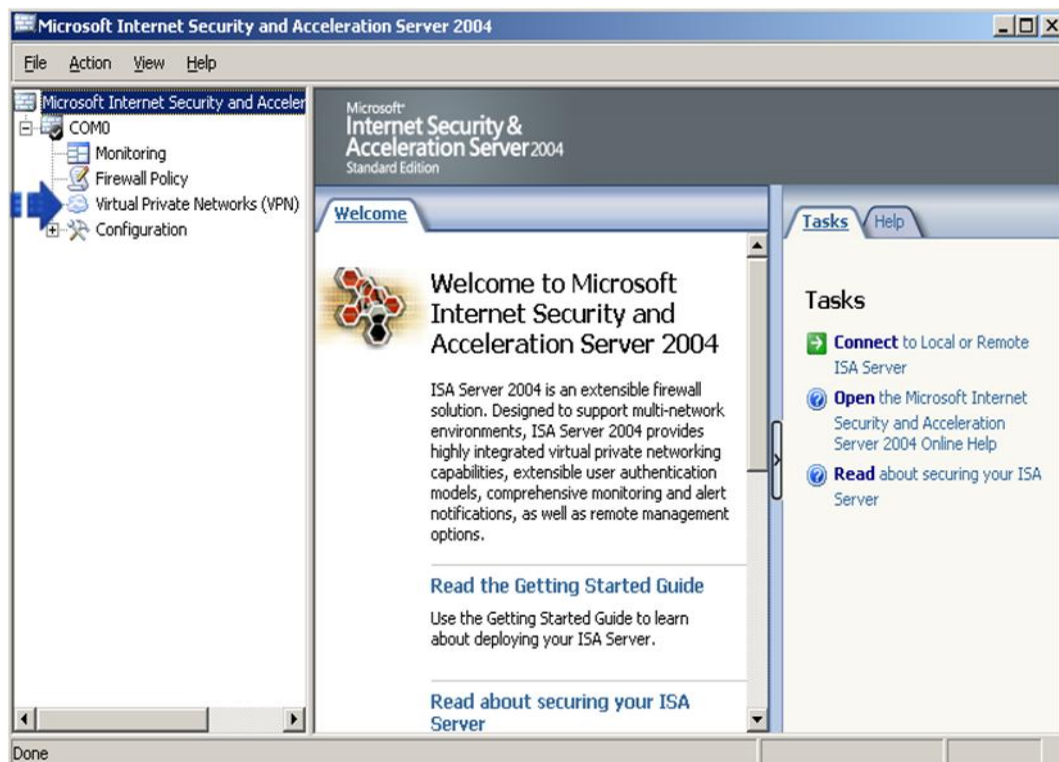 Microsoft Internet Security and Acceleration Server 2004
File Action View Help
Microsoft Internet Security and Acceler
COM0
Monitoring
Firewall Policy
Virtual Private Networks (VPN)
Configuration
Microsoft
Internet Security &
Acceleration Server 2004
Standard Edition
Welcome
Welcome to Microsoft
Internet Security and
Acceleration Server 2004
ISA Server 2004 is an extensible firewall
solution. Designed to support multi-network
environments, ISA Server 2004 provides
highly integrated virtual private networking
capabilities, extensible user authentication
models, comprehensive monitoring and alert
notifications, as well as remote management
options.
Read the Getting Started Guide
Use the Getting Started Guide to learn
about deploying your ISA Server.
Read about securing your ISA
Server
Tasks Help
Tasks
Connect to Local or Remote
ISA Server
Open the Microsoft Internet
Security and Acceleration
Server 2004 Online Help
Read about securing your ISA
Server
Done